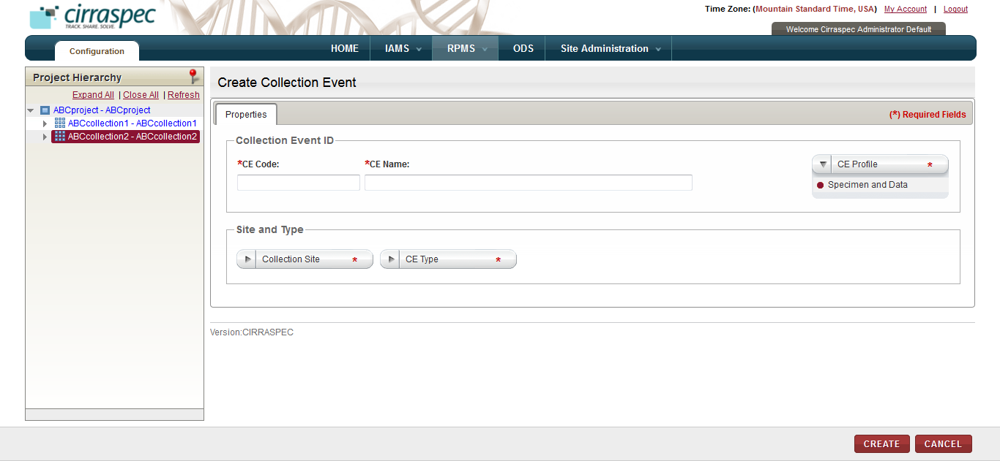 cirraspec
TRACK. SHARE. SOLVE.
Time Zone: (Mountain Standard Time, USA) My Account | Logout
Welcome Cirraspec Administrator Default
Configuration
HOME IAMS RPMS ODS Site Administration
Project Hierarchy
Expand All | Close All | Refresh
ABCproject - ABCproject
ABCcollection1 - ABCcollection1
ABCcollection2 - ABCcollection2
Create Collection Event
Properties
(*) Required Fields
Collection Event ID
*CE Code:
*CE Name:
CE Profile *
Specimen and Data
Site and Type
Collection Site *
CE Type *
Version:CIRRASPEC
CREATE
CANCEL